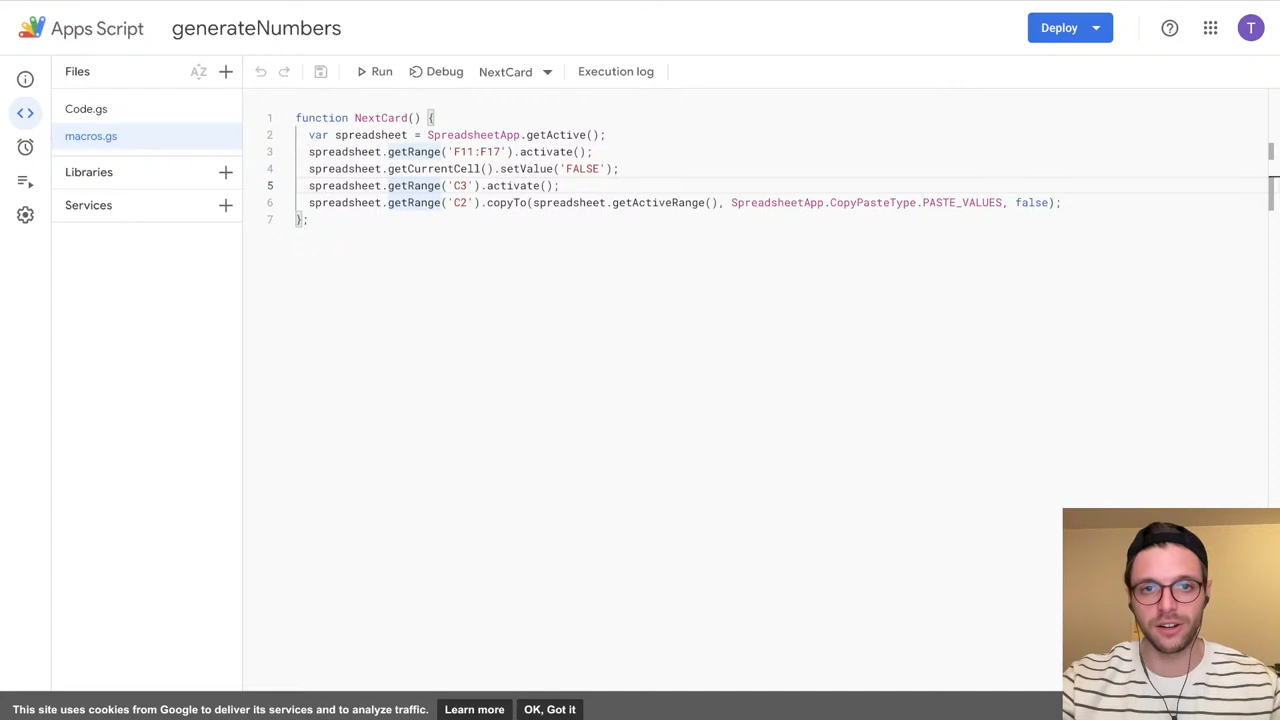 Apps Script
generateNumbers
Deploy
T
Files
AZ
Run
Debug
NextCard
Execution log
Code.gs
macros.gs
Libraries
Services
1 function NextCard() {
2 var spreadsheet = SpreadsheetApp.getActive();
3 spreadsheet.getRange('F11:F17').activate();
4 spreadsheet.getCurrentCell().setValue('FALSE');
5 spreadsheet.getRange('C3').activate();
6 spreadsheet.getRange('C2').copyTo(spreadsheet.getActiveRange(), SpreadsheetApp.CopyPasteType.PASTE_VALUES, false);
7 };
This site uses cookies from Google to deliver its services and to analyze traffic.
Learn more
OK, Got it